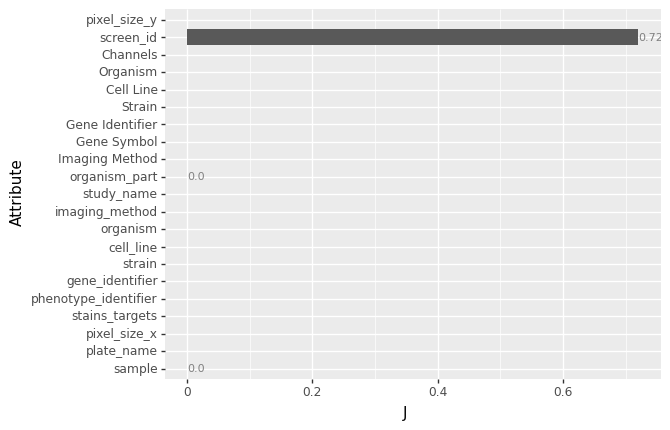 pixel_size_y
screen_id
0.72
Channels
Organism
Cell Line
Strain
Gene Identifier
Gene Symbol
Imaging Method
organism_part
0.0
study_name
imaging_method
organism
cell_line
strain
gene_identifier
phenotype_identifier
stains_targets
pixel_size_x
plate_name
sample
0.0
Attribute
0 0.2 0.4 0.6
J